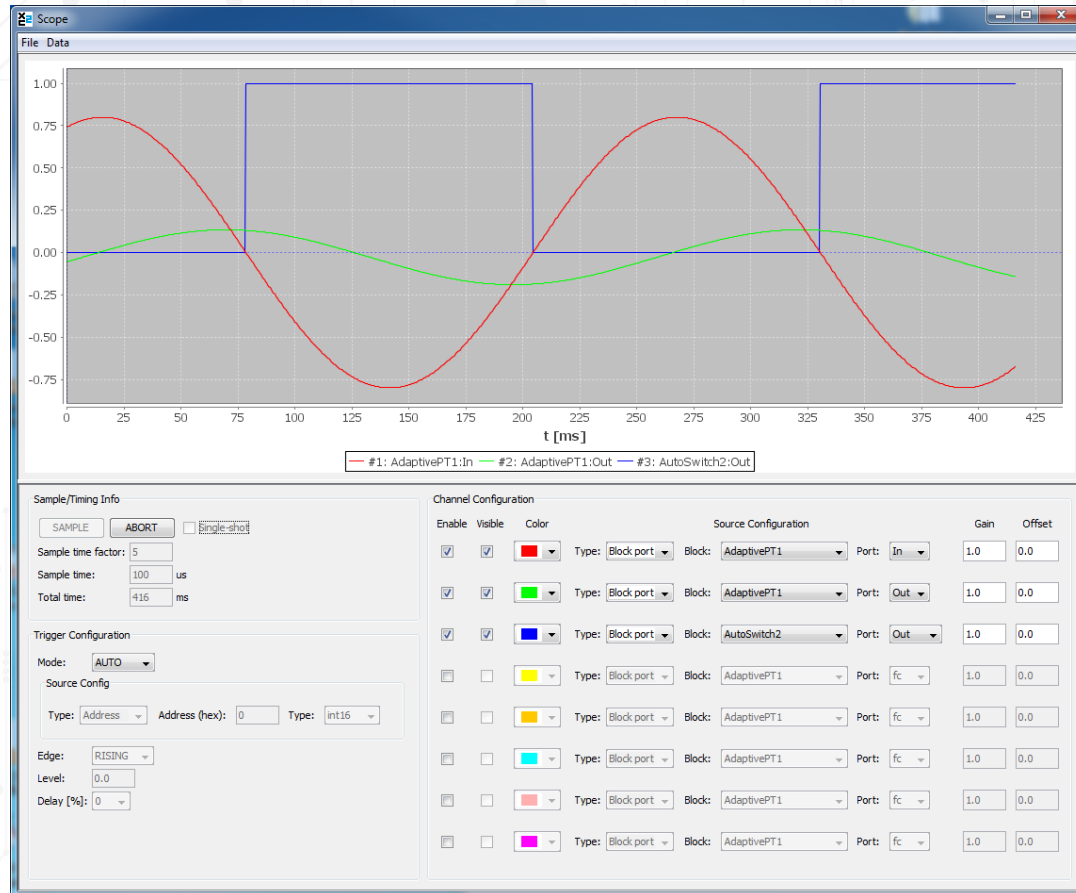 Scope
File Data
1.00
0.75
0.50
0.25
0.00
-0.25
-0.50
-0.75
0 25 50 75 100 125 150 175 200 225 250 275 300 325 350 375 400 425
t [ms]
#1: AdaptivePT1:In #2: AdaptivePT1:Out #3: AutoSwitch2:Out
Sample/Timing Info
SAMPLE ABORT Single-shot
Sample time factor: 5
Sample time: 100 us
Total time: 416 ms
Trigger Configuration
Mode: AUTO
Source Config
Type: Address Address (hex): 0 Type: int16
Edge: RISING
Level: 0.0
Delay [%]: 0
Channel Configuration
Enable Visible Color Source Configuration Gain Offset
Type: Block port Block: AdaptivePT1 Port: In 1.0 0.0
Type: Block port Block: AdaptivePT1 Port: Out 1.0 0.0
Type: Block port Block: AutoSwitch2 Port: Out 1.0 0.0
Type: Block port Block: AdaptivePT1 Port: fc 1.0 0.0
Type: Block port Block: AdaptivePT1 Port: fc 1.0 0.0
Type: Block port Block: AdaptivePT1 Port: fc 1.0 0.0
Type: Block port Block: AdaptivePT1 Port: fc 1.0 0.0
Type: Block port Block: AdaptivePT1 Port: fc 1.0 0.0